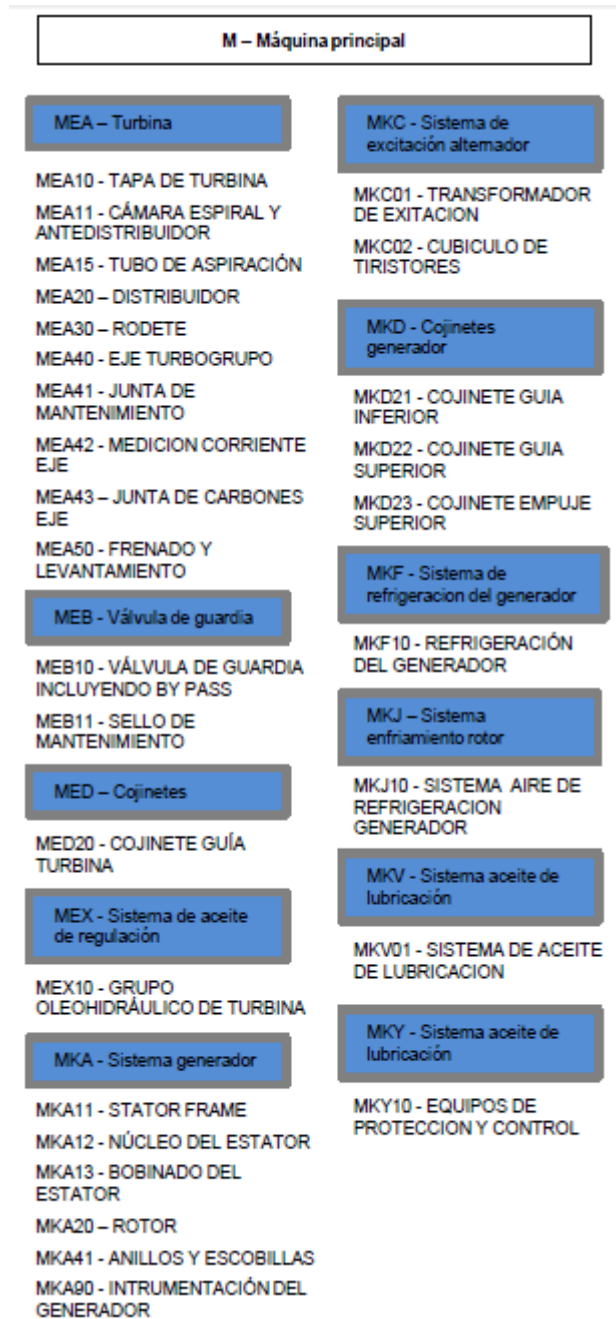 M – Máquina principal
MEA – Turbina
MEA10 - TAPA DE TURBINA
MEA11 - CÁMARA ESPIRAL Y
ANTEDISTRIBUIDOR
MEA15 - TUBO DE ASPIRACIÓN
MEA20 – DISTRIBUIDOR
MEA30 – RODETE
MEA40 - EJE TURBOGRUPO
MEA41 - JUNTA DE
MANTENIMIENTO
MEA42 - MEDICION CORRIENTE
EJE
MEA43 – JUNTA DE CARBONES
EJE
MEA50 - FRENADO Y
LEVANTAMIENTO
MEB - Válvula de guardia
MEB10 - VÁLVULA DE GUARDIA
INCLUYENDO BY PASS
MEB11 - SELLO DE
MANTENIMIENTO
MED – Cojinetes
MED20 - COJINETE GUÍA
TURBINA
MEX - Sistema de aceite
de regulación
MEX10 - GRUPO
OLEOHIDRÁULICO DE TURBINA
MKA - Sistema generador
MKA11 - STATOR FRAME
MKA12 - NÚCLEO DEL ESTATOR
MKA13 - BOBINADO DEL
ESTATOR
MKA20 – ROTOR
MKA41 - ANILLOS Y ESCOBILLAS
MKA90 - INTRUMENTACIÓN DEL
GENERADOR
MKC - Sistema de
excitación alternador
MKC01 - TRANSFORMADOR
DE EXITACION
MKC02 - CUBICULO DE
TIRISTORES
MKD - Cojinetes
generador
MKD21 - COJINETE GUIA
INFERIOR
MKD22 - COJINETE GUIA
SUPERIOR
MKD23 - COJINETE EMPUJE
SUPERIOR
MKF - Sistema de
refrigeracion del generador
MKF10 - REFRIGERACIÓN
DEL GENERADOR
MKJ – Sistema
enfriamiento rotor
MKJ10 - SISTEMA AIRE DE
REFRIGERACION
GENERADOR
MKV - Sistema aceite de
lubricación
MKV01 - SISTEMA DE ACEITE
DE LUBRICACION
MKY - Sistema aceite de
lubricación
MKY10 - EQUIPOS DE
PROTECCION Y CONTROL